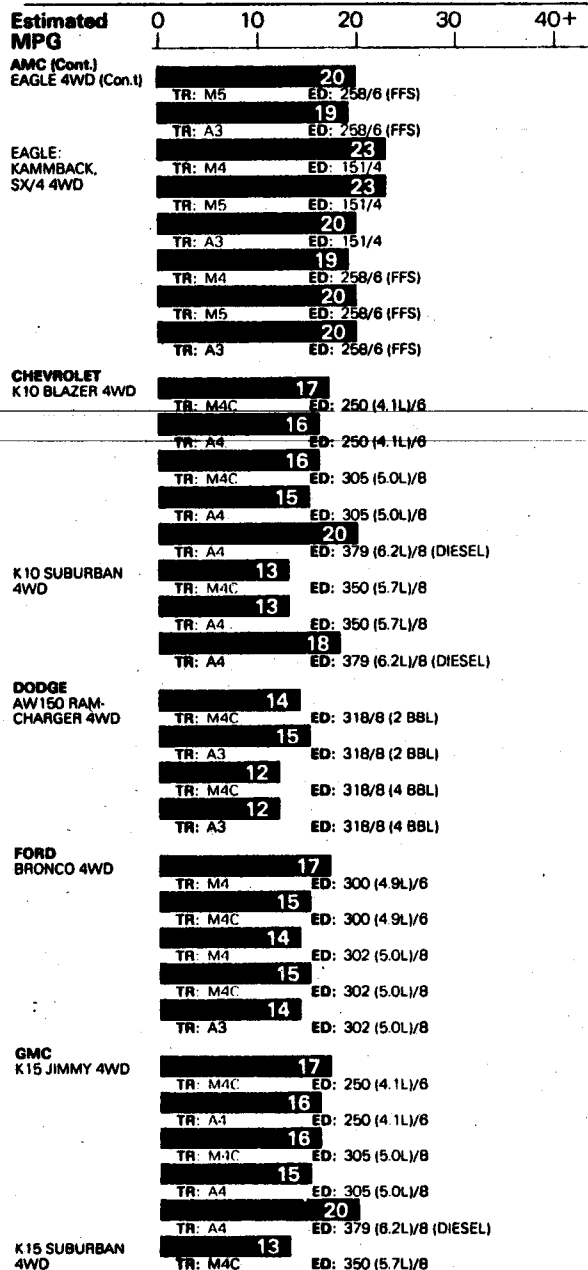 Estimated MPG 0 10 20 30 40+
AMC (Cont.)
EAGLE 4WD (Con.t) 20
TR: M5 ED: 258/6 (FFS)
19
TR: A3 ED: 258/6 (FFS)
EAGLE:
KAMMBACK,
SX/4 4WD
23
TR: M4 ED: 151/4
23
TR: M5 ED: 151/4
20
TR: A3 ED: 151/4
19
TR: M4 ED: 258/6 (FFS)
20
TR: M5 ED: 258/6 (FFS)
20
TR: A3 ED: 258/6 (FFS)
CHEVROLET
K10 BLAZER 4WD 17
TR: M4C ED: 250 (4.1L)/6
16
TR: A4 ED: 250 (4.1L)/6
16
TR: M4C ED: 305 (5.0L)/8
15
TR: A4 ED: 305 (5.0L)/8
20
TR: A4 ED: 379 (6.2L)/8 (DIESEL)
K10 SUBURBAN
4WD
13
TR: M4C ED: 350 (5.7L)/8
13
TR: A4 ED: 350 (5.7L)/8
18
TR: A4 ED: 379 (6.2L)/8 (DIESEL)
DODGE
AW150 RAM-
CHARGER 4WD
14
TR: M4C ED: 318/8 (2 BBL)
15
TR: A3 ED: 318/8 (2 BBL)
12
TR: M4C ED: 318/8 (4 BBL)
12
TR: A3 ED: 318/8 (4 BBL)
FORD
BRONCO 4WD 17
TR: M4 ED: 300 (4.9L)/6
15
TR: M4C ED: 300 (4.9L)/6
14
TR: M4 ED: 302 (5.0L)/8
15
TR: M4C ED: 302 (5.0L)/8
14
TR: A3 ED: 302 (5.0L)/8
GMC
K15 JIMMY 4WD 17
TR: M4C ED: 250 (4.1L)/6
16
TR: A4 ED: 250 (4.1L)/6
16
TR: M4C ED: 305 (5.0L)/8
15
TR: A4 ED: 305 (5.0L)/8
20
TR: A4 ED: 379 (6.2L)/8 (DIESEL)
K15 SUBURBAN
4WD
13
TR: M4C ED: 350 (5.7L)/8